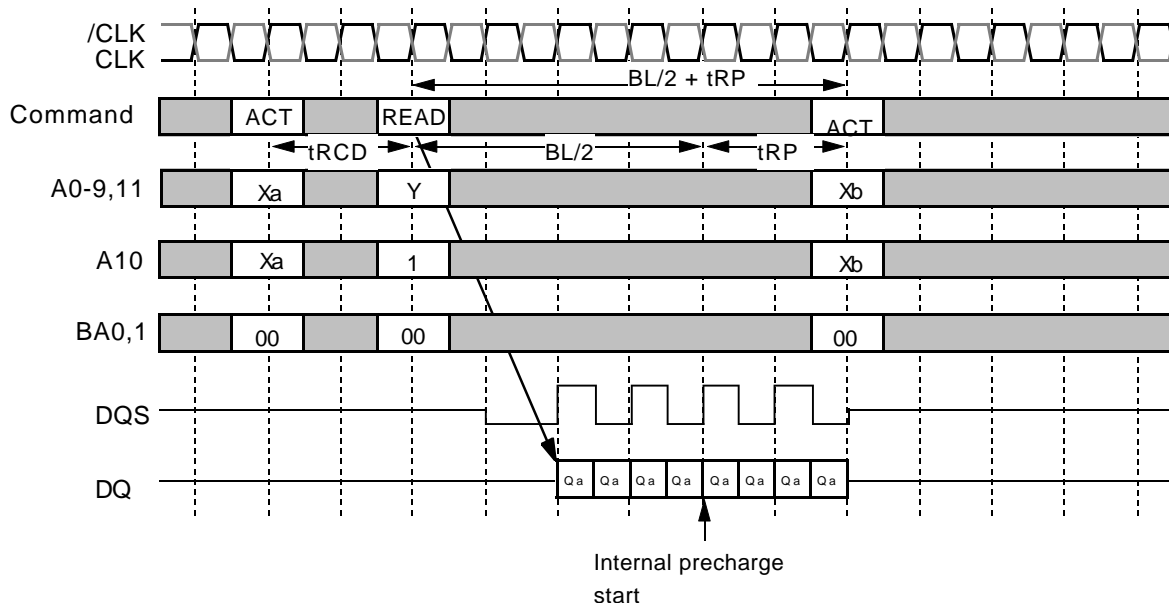 /CLK
CLK
BL/2 + tRP
Command ACT READ ACT
tRCD BL/2 tRP
A0-9,11 Xa Y Xb
A10 Xa 1 Xb
BA0,1 00 00 00
DQS
DQ Qa Qa Qa Qa Qa Qa Qa Qa
Internal precharge
start